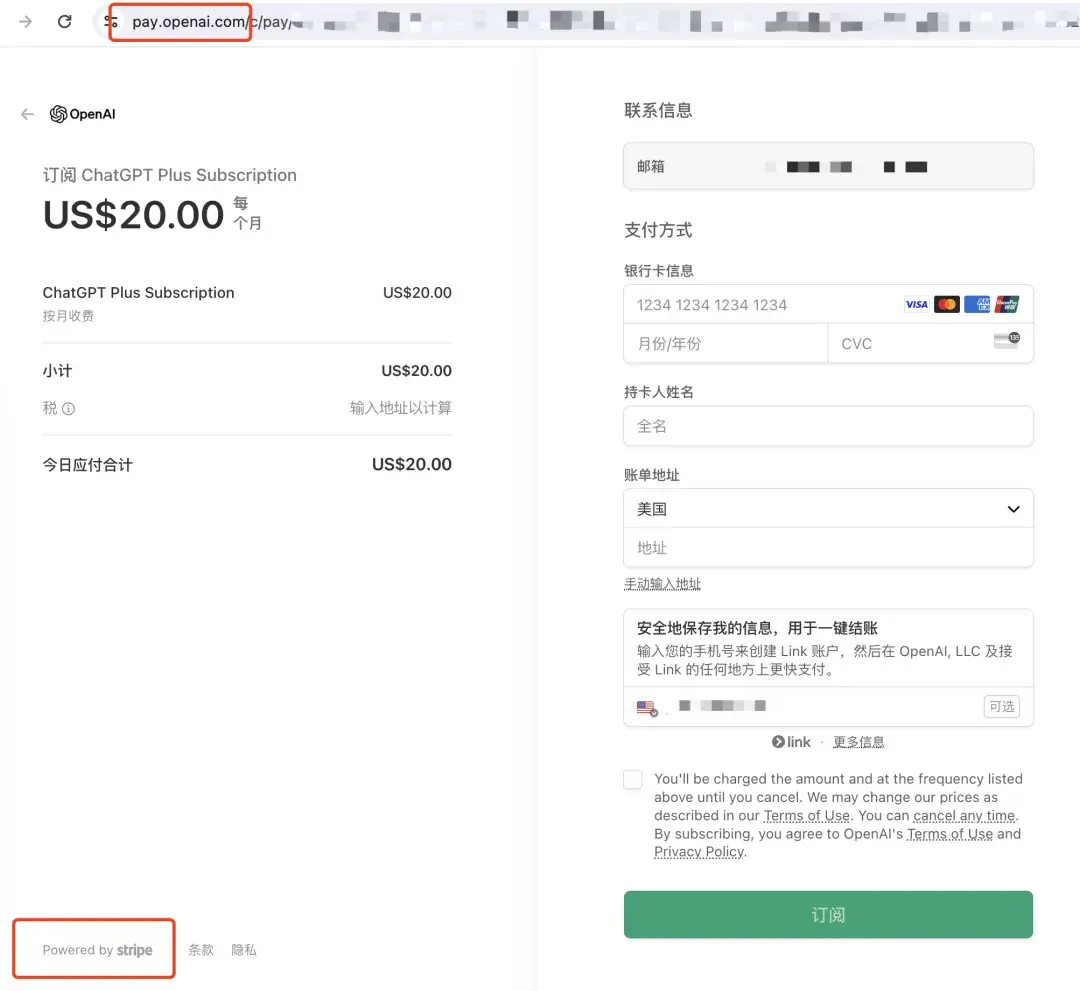 pay.openai.com/c/pay/
OpenAI
订阅 ChatGPT Plus Subscription
US$20.00 每
个月
ChatGPT Plus Subscription US$20.00
按月收费
小计 US$20.00
税 输入地址以计算
今日应付合计 US$20.00
Powered by stripe 条款 隐私
联系信息
邮箱
支付方式
银行卡信息
1234 1234 1234 1234 VISA AM EX UnionPay
月份/年份 CVC 135
持卡人姓名
全名
账单地址
美国
地址
手动输入地址
安全地保存我的信息，用于一键结账
输入您的手机号来创建 Link 账户，然后在 OpenAI, LLC 及接
受 Link 的任何地方上更快支付。
可选
link · 更多信息
You'll be charged the amount and at the frequency listed
above until you cancel. We may change our prices as
described in our Terms of Use. You can cancel any time.
By subscribing, you agree to OpenAI's Terms of Use and
Privacy Policy.
订阅